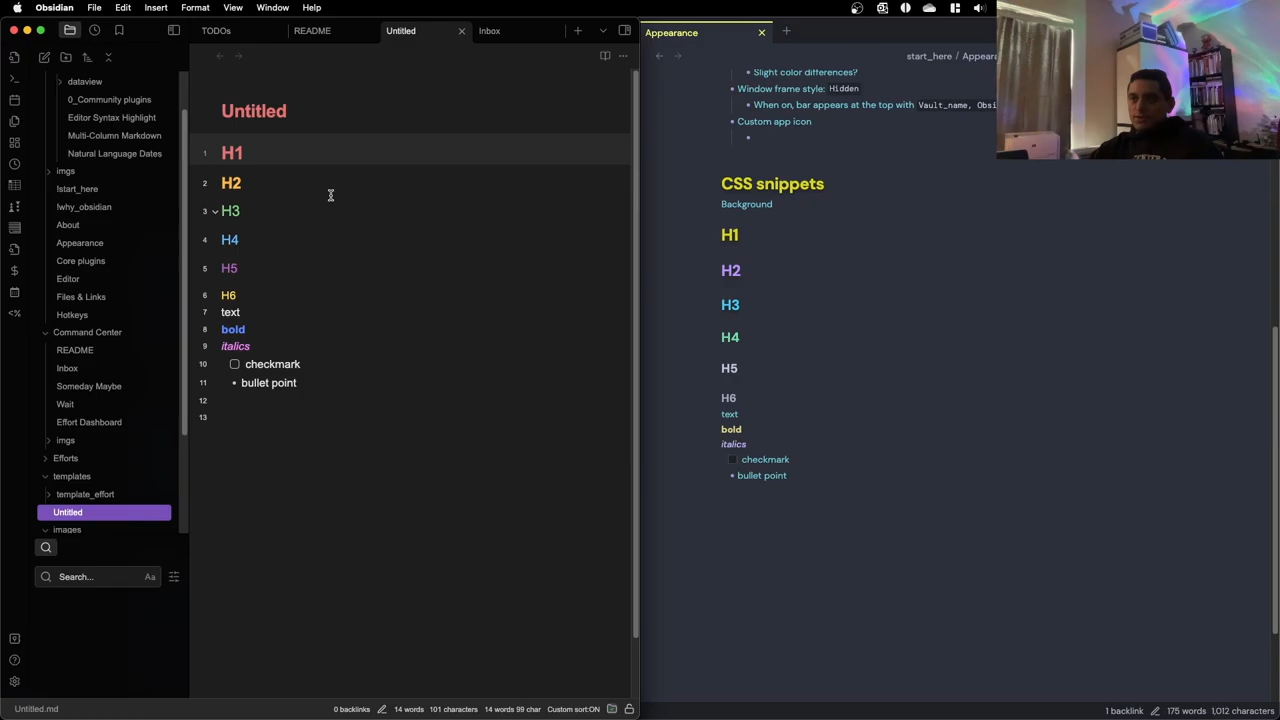 Obsidian File Edit Insert Format View Window Help
TODOs
README
Untitled
Inbox
dataview
0_Community plugins
Editor Syntax Highlight
Multi-Column Markdown
Natural Language Dates
imgs
!start_here
!why_obsidian
About
Appearance
Core plugins
Editor
Files & Links
Hotkeys
Command Center
README
Inbox
Someday Maybe
Wait
Effort Dashboard
imgs
Efforts
templates
template_effort
Untitled
images
Search...
Aa
Untitled
1 H1
2 H2
3 H3
4 H4
5 H5
6 H6
7 text
8 bold
9 italics
10 checkmark
11 bullet point
12
13
Untitled.md
0 backlinks
14 words 101 characters
14 words 99 char
Custom sort:ON
Appearance
start_here /
Slight color differences?
Window frame style: Hidden
When on, bar appears at the top with Vault_name,
Custom app icon
CSS snippets
Background
H1
H2
H3
H4
H5
H6
text
bold
italics
checkmark
bullet point
1 backlink
175 words
1,012 characters